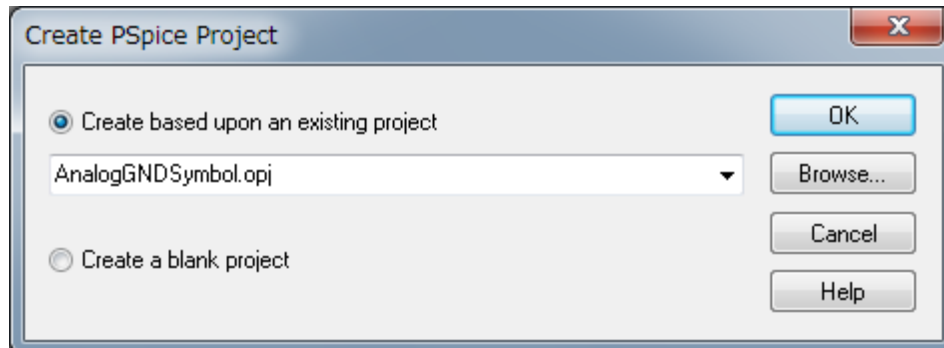 Create PSpice Project
Create based upon an existing project
OK
AnalogGNDSymbol.opj
Browse...
Cancel
Create a blank project
Help